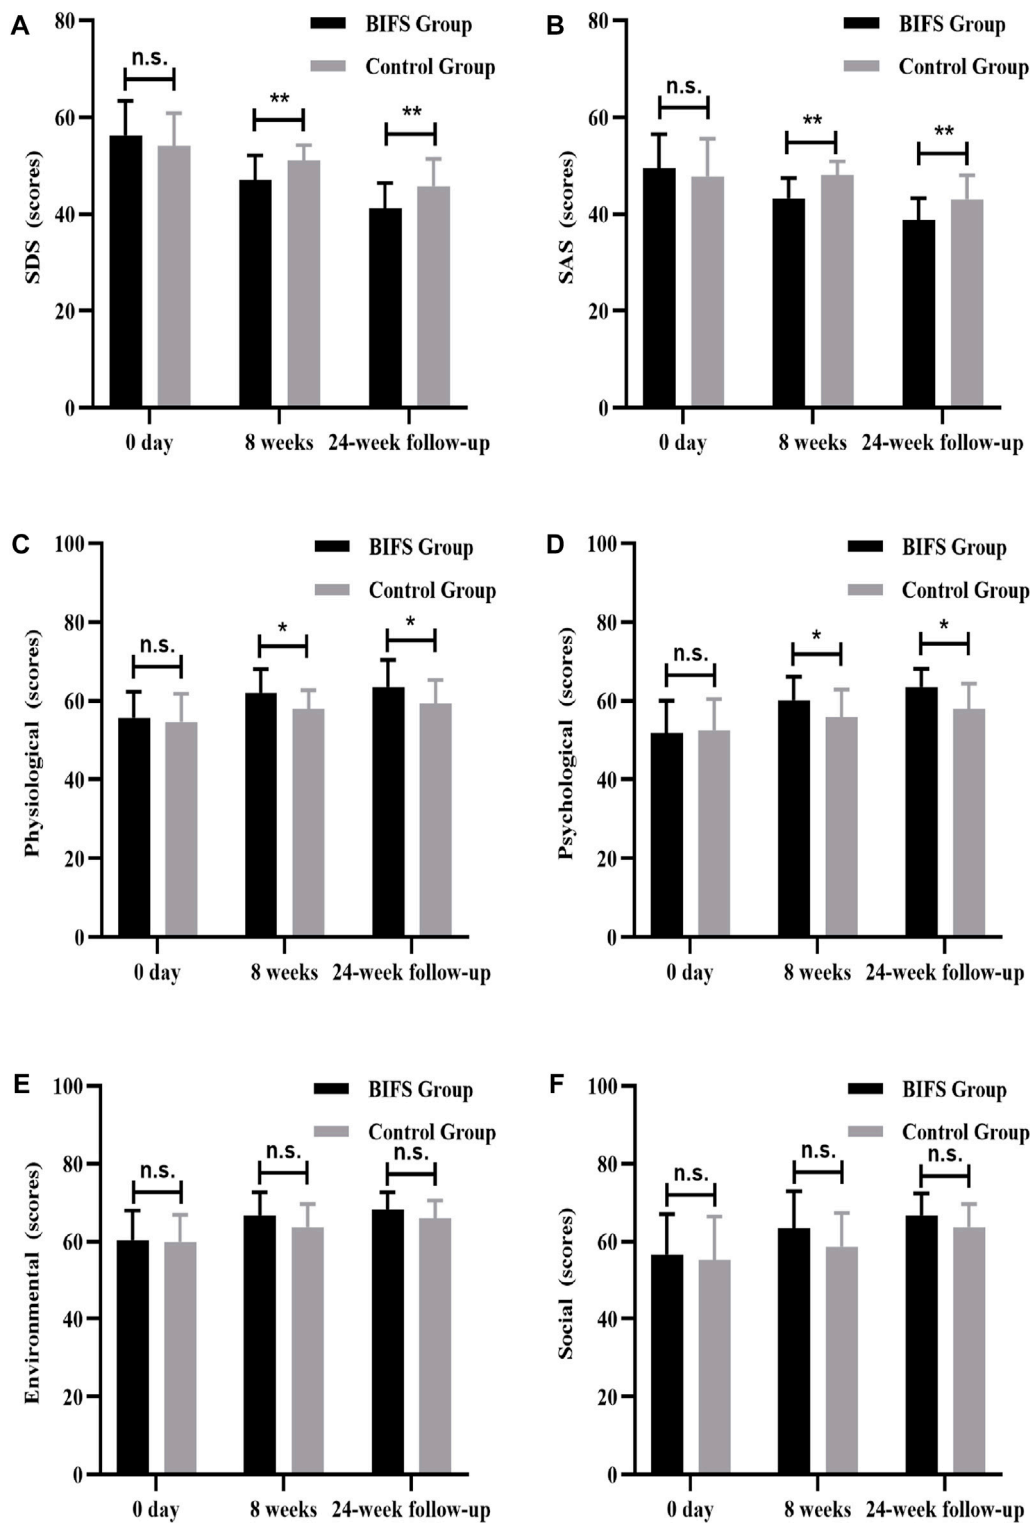 A
SDS (scores)
80
60
40
20
0
BIFS Group
Control Group
n.s.
**
**
0 day
8 weeks
24-week follow-up
B
SAS (scores)
80
60
40
20
0
BIFS Group
Control Group
n.s.
**
**
0 day
8 weeks
24-week follow-up
C
Physiological (scores)
100
80
60
40
20
0
BIFS Group
Control Group
n.s.
*
*
0 day
8 weeks
24-week follow-up
D
Psychological (scores)
100
80
60
40
20
0
BIFS Group
Control Group
n.s.
*
*
0 day
8 weeks
24-week follow-up
E
Environmental (scores)
100
80
60
40
20
0
BIFS Group
Control Group
n.s.
n.s.
n.s.
0 day
8 weeks
24-week follow-up
F
Social (scores)
100
80
60
40
20
0
BIFS Group
Control Group
n.s.
n.s.
n.s.
0 day
8 weeks
24-week follow-up